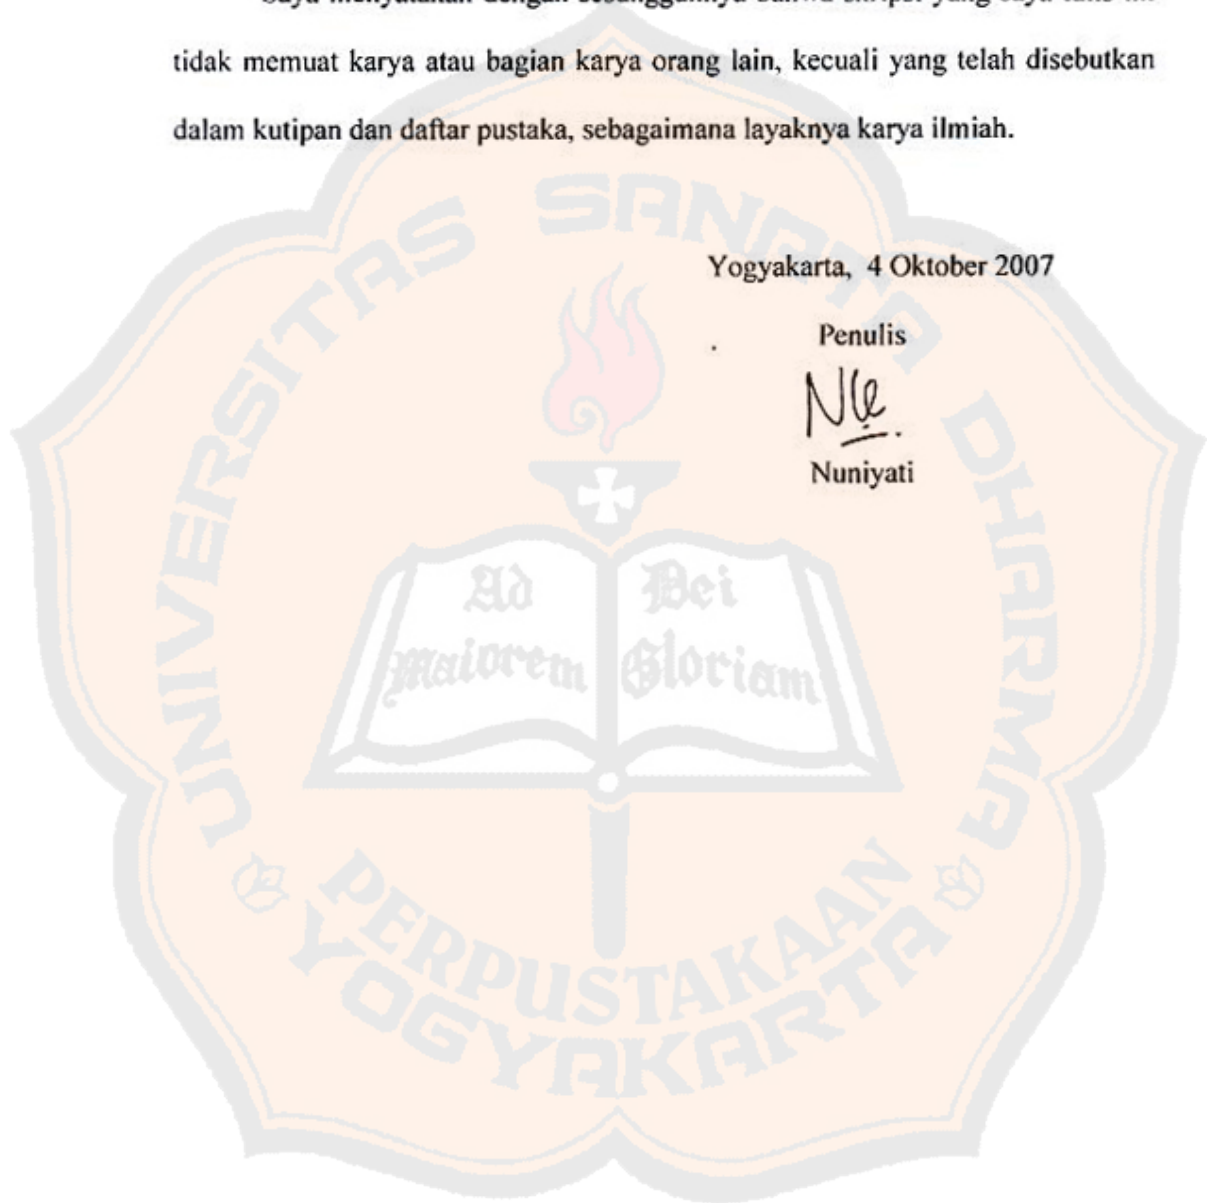 tidak memuat karya atau bagian karya orang lain, kecuali yang telah disebutkan
dalam kutipan dan daftar pustaka, sebagaimana layaknya karya ilmiah.
Yogyakarta, 4 Oktober 2007
Penulis
Nuniyati
UNIVERSITAS SANATA DHARMA
Ad
maiorem
Dei
Gloriam
PERPUSTAKAAN
YOGYAKARTA